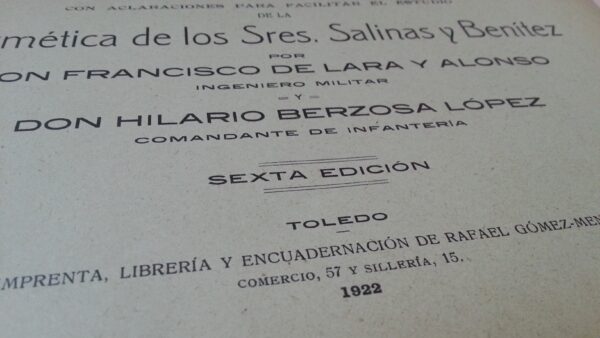 CON ACLARACIONES PARA FACILITAR EL ESTUDIO
DE LA
rmética de los Sres. Salinas y Benítez
POR
ON FRANCISCO DE LARA Y ALONSO
INGENIERO MILITAR
— Y —
DON HILARIO BERZOSA LÓPEZ
COMANDANTE DE INFANTERÍA
SEXTA EDICIÓN
TOLEDO
MPRENTA, LIBRERÍA Y ENCUADERNACIÓN DE RAFAEL GÓMEZ-MEN
COMERCIO, 57 Y SILLERÍA, 15.
1922